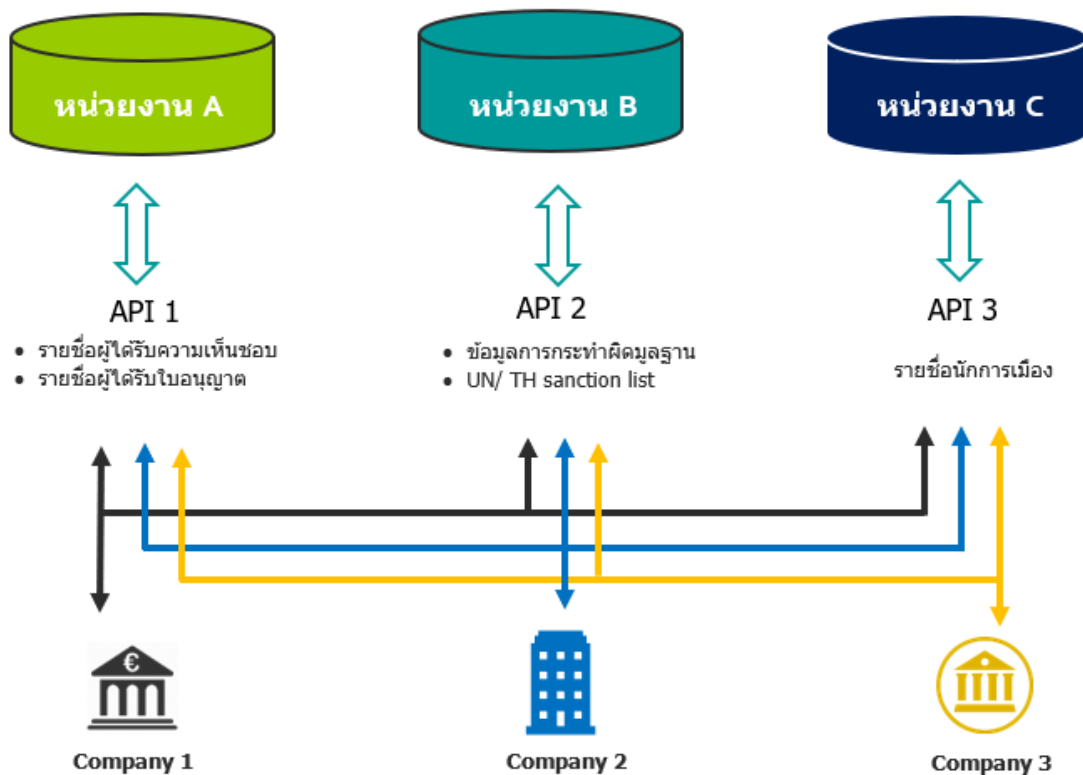 หน่วยงาน A
หน่วยงาน B
หน่วยงาน C
API 1
• รายชื่อผู้ได้รับความเห็นชอบ
• รายชื่อผู้ได้รับใบอนุญาต
API 2
• ข้อมูลการกระทำผิดมูลฐาน
• UN/ TH sanction list
API 3
รายชื่อนักการเมือง
€
Company 1
Company 2
Company 3